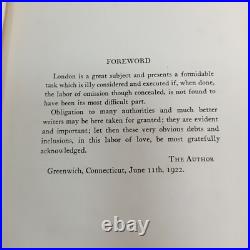 FOREWORD
London is a great subject and presents a formidable
task which is illy considered and executed if, when done,
the labor of omission though concealed, is not found to
have been its most difficult part.
Obligation to many authorities and much better
writers may be here taken for granted; they are evident
and important; let then these very obvious debts and
inclusions, in this labor of love, be most gratefully
acknowledged.
THE AUTHOR
Greenwich, Connecticut, June 11th, 1922.